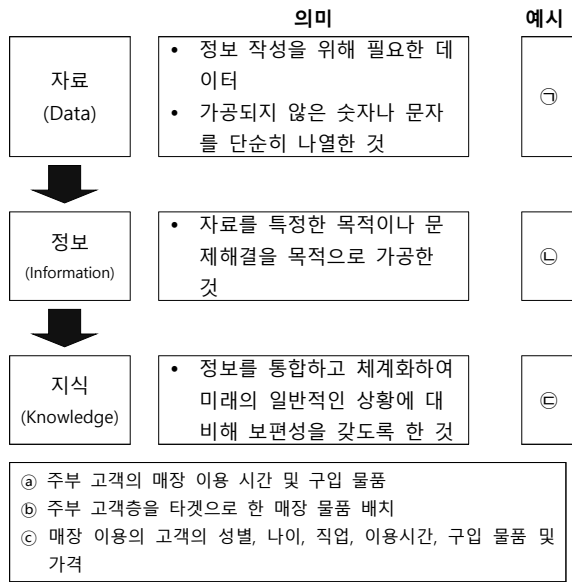 의미 예시
자료
(Data)
• 정보 작성을 위해 필요한 데
이터
• 가공되지 않은 숫자나 문자
를 단순히 나열한 것
㉠
정보
(Information)
• 자료를 특정한 목적이나 문
제해결을 목적으로 가공한
것
㉡
지식
(Knowledge)
• 정보를 통합하고 체계화하여
미래의 일반적인 상황에 대
비해 보편성을 갖도록 한 것
㉢
ⓐ 주부 고객의 매장 이용 시간 및 구입 물품
ⓑ 주부 고객층을 타겟으로 한 매장 물품 배치
ⓒ 매장 이용의 고객의 성별, 나이, 직업, 이용시간, 구입 물품 및
가격